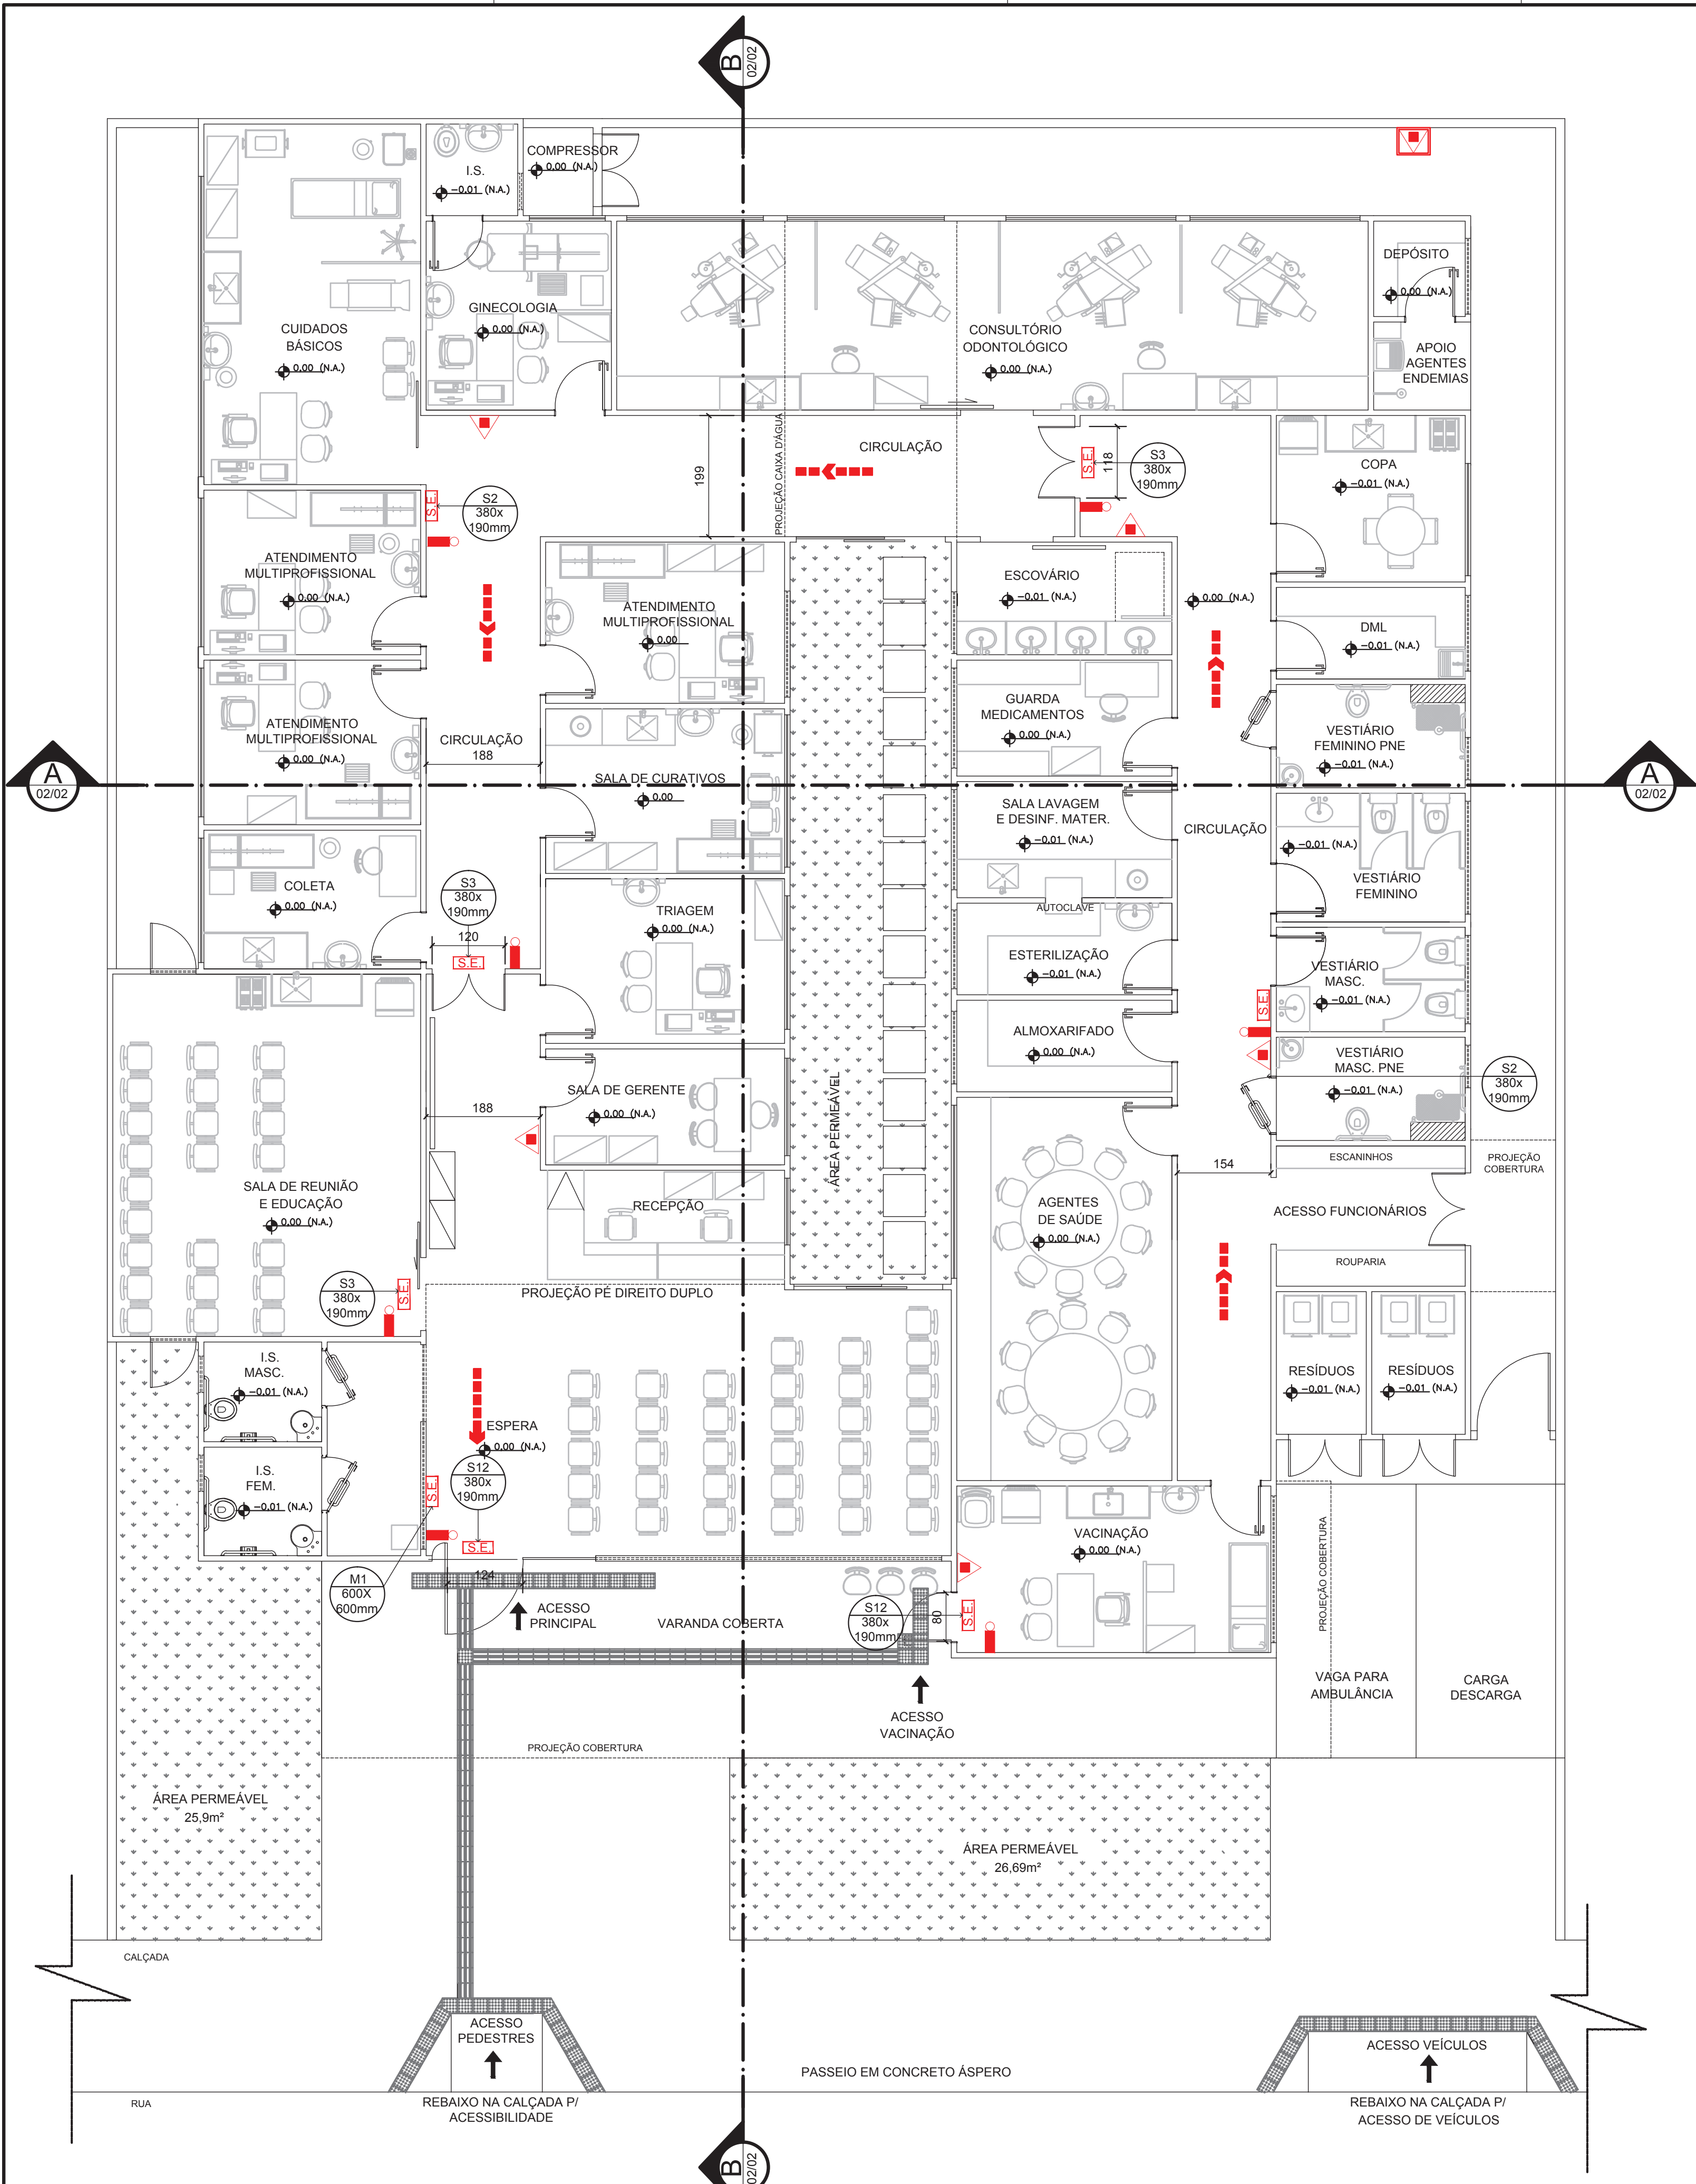 B
02/02
COMPRESSOR
0.00 (N.A.)
I.S.
-0.01 (N.A.)
DEPÓSITO
0.00 (N.A.)
GINECOLOGIA
0.00 (N.A.)
CUIDADOS
BÁSICOS
0.00 (N.A.)
CONSULTÓRIO
ODONTOLÓGICO
0.00 (N.A.)
APOIO
AGENTES
ENDEMIAS
PROJEÇÃO CAIXA D'ÁGUA
CIRCULAÇÃO
199
S.E.
118
S3
380x
190mm
COPA
-0.01 (N.A.)
S.E.
S2
380x
190mm
ATENDIMENTO
MULTIPROFISSIONAL
0.00 (N.A.)
ATENDIMENTO
MULTIPROFISSIONAL
0.00
ESCOVÁRIO
-0.01 (N.A.)
0.00 (N.A.)
DML
-0.01 (N.A.)
ATENDIMENTO
MULTIPROFISSIONAL
0.00 (N.A.)
CIRCULAÇÃO
188
GUARDA
MEDICAMENTOS
0.00 (N.A.)
VESTIÁRIO
FEMININO PNE
-0.01 (N.A.)
A
02/02
A
02/02
SALA DE CURATIVOS
0.00
SALA LAVAGEM
E DESINF. MATER.
-0.01 (N.A.)
CIRCULAÇÃO
-0.01 (N.A.)
VESTIÁRIO
FEMININO
COLETA
0.00 (N.A.)
S3
380x
190mm
120
S.E.
TRIAGEM
0.00 (N.A.)
AUTOCLAVE
ESTERILIZAÇÃO
-0.01 (N.A.)
VESTIÁRIO
MASC.
-0.01 (N.A.)
S.E.
ALMOXARIFADO
0.00 (N.A.)
VESTIÁRIO
MASC. PNE
-0.01 (N.A.)
S2
380x
190mm
SALA DE GERENTE
0.00 (N.A.)
188
ÁREA PERMEÁVEL
ESCANINHOS
PROJEÇÃO
COBERTURA
154
SALA DE REUNIÃO
E EDUCAÇÃO
0.00 (N.A.)
RECEPÇÃO
AGENTES
DE SAÚDE
0.00 (N.A.)
ACESSO FUNCIONÁRIOS
ROUPARIA
S3
380x
190mm
S.E.
PROJEÇÃO PÉ DIREITO DUPLO
I.S.
MASC.
-0.01 (N.A.)
RESÍDUOS
-0.01 (N.A.)
RESÍDUOS
-0.01 (N.A.)
ESPERA
0.00 (N.A.)
I.S.
FEM.
-0.01 (N.A.)
S12
380x
190mm
S.E.
S.E.
VACINAÇÃO
0.00 (N.A.)
PROJEÇÃO COBERTURA
M1
600X
600mm
124
ACESSO
PRINCIPAL
VARANDA COBERTA
S12
380x
190mm
80
S.E.
VAGA PARA
AMBULÂNCIA
CARGA
DESCARGA
ACESSO
VACINAÇÃO
PROJEÇÃO COBERTURA
ÁREA PERMEÁVEL
25,9m²
ÁREA PERMEÁVEL
26,69m²
CALÇADA
ACESSO
PEDESTRES
ACESSO VEÍCULOS
PASSEIO EM CONCRETO ÁSPERO
RUA
REBAIXO NA CALÇADA P/
ACESSIBILIDADE
REBAIXO NA CALÇADA P/
ACESSO DE VEÍCULOS
B
02/02